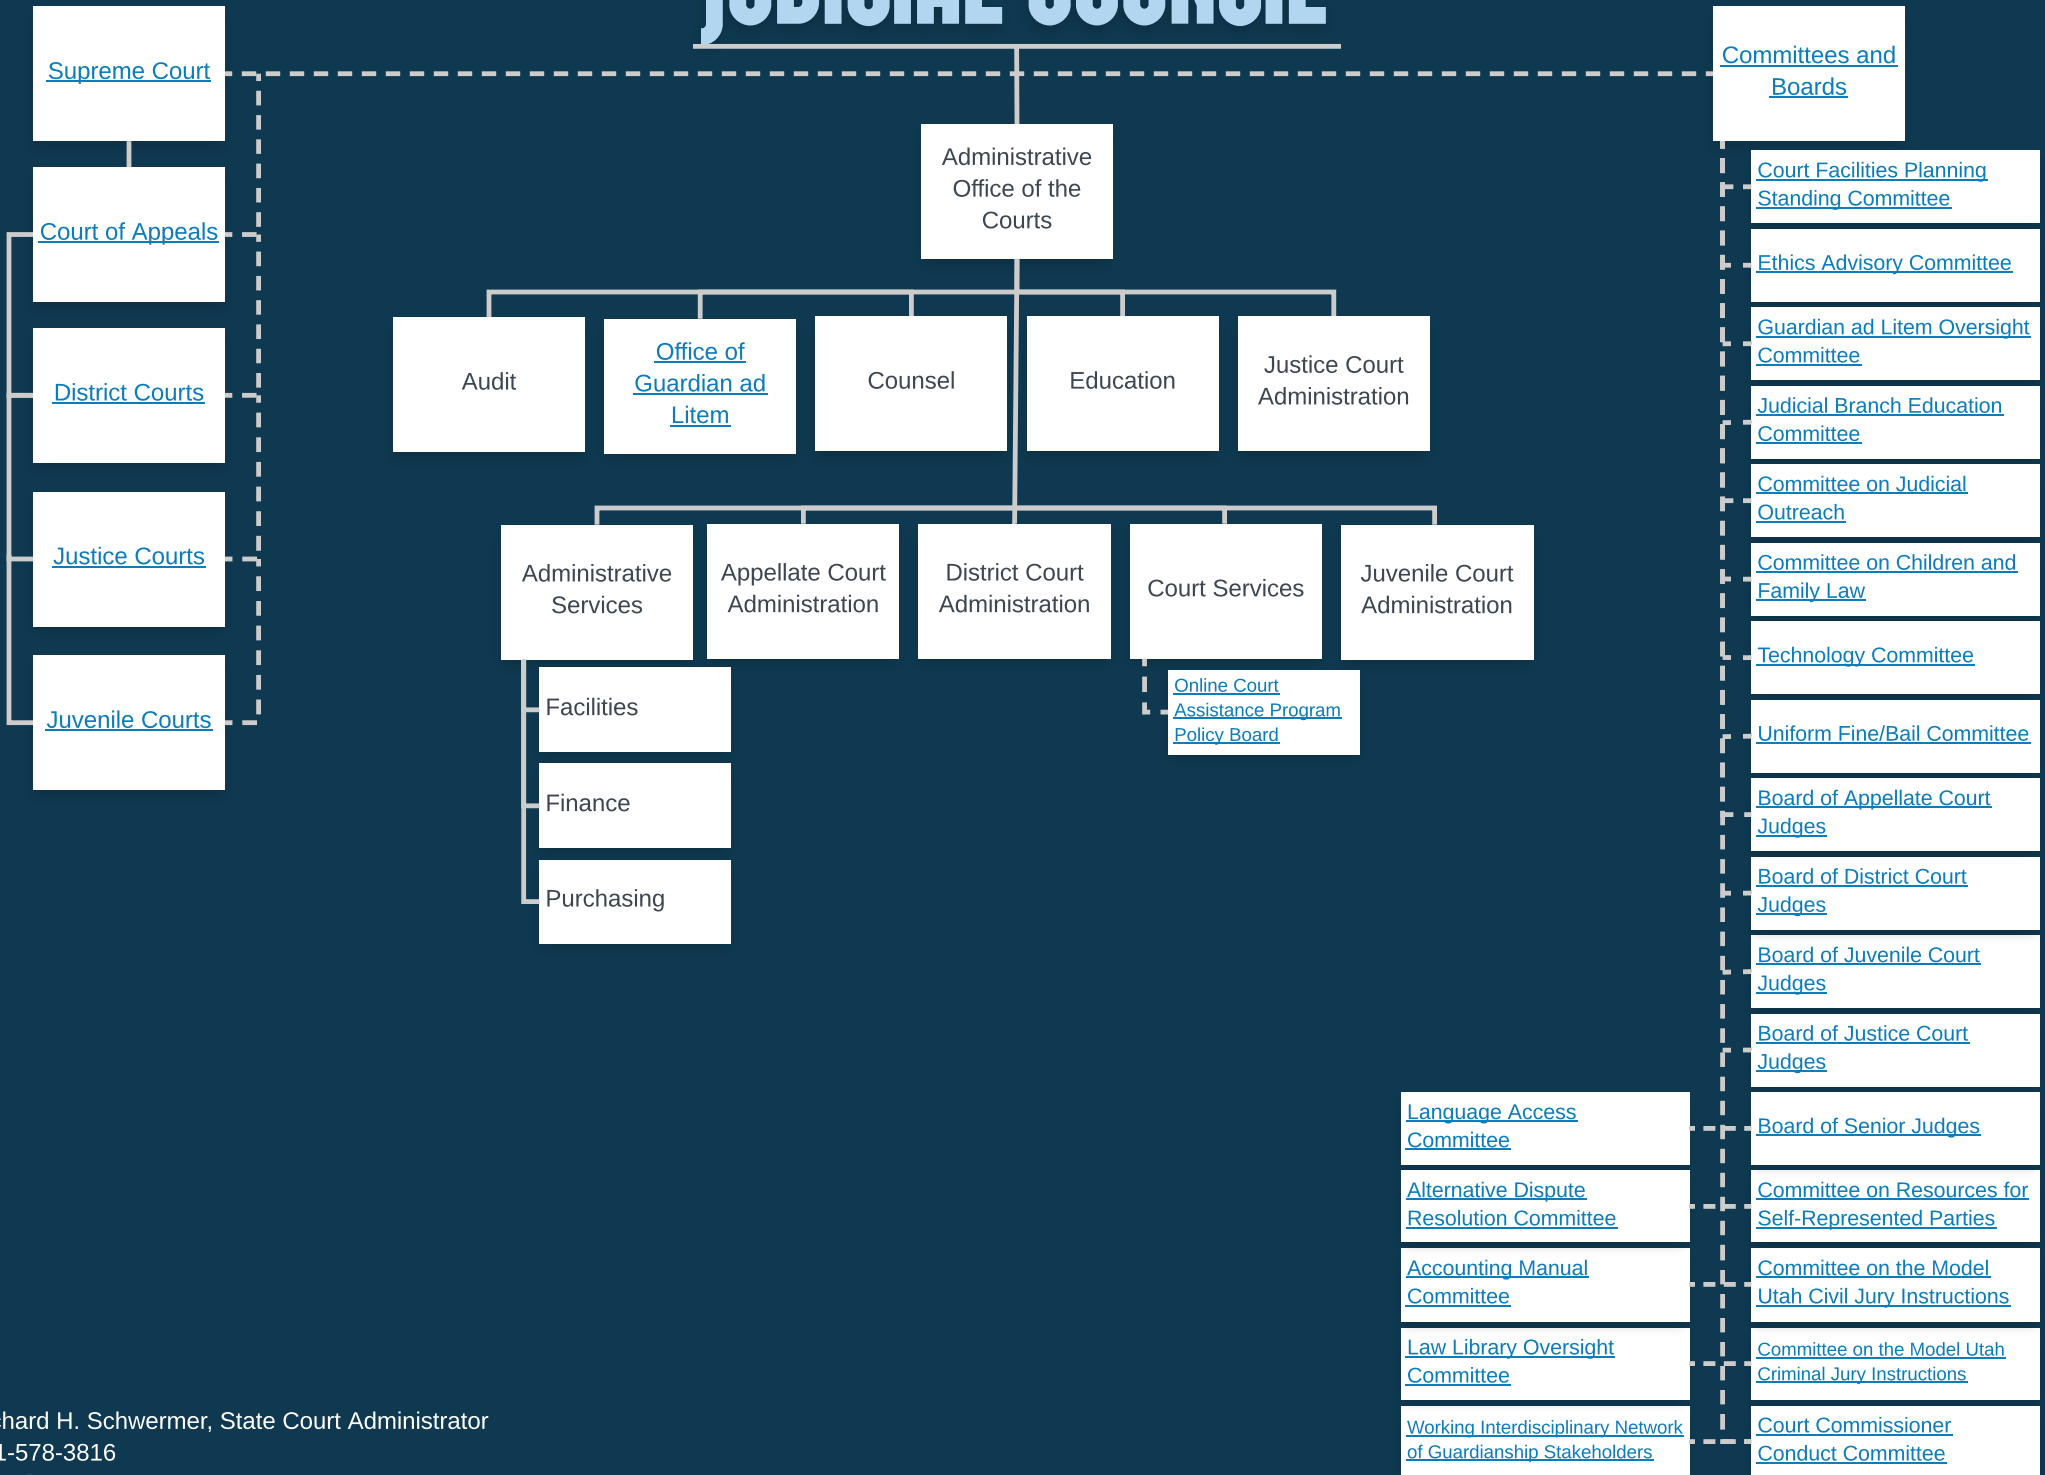 JUDICIAL COUNCIL
Supreme Court
Court of Appeals
District Courts
Justice Courts
Juvenile Courts
Administrative
Office of the
Courts
Audit
Office of
Guardian ad
Litem
Counsel
Education
Justice Court
Administration
Administrative
Services
Appellate Court
Administration
District Court
Administration
Court Services
Juvenile Court
Administration
Facilities
Finance
Purchasing
Online Court
Assistance Program
Policy Board
Committees and
Boards
Court Facilities Planning
Standing Committee
Ethics Advisory Committee
Guardian ad Litem Oversight
Committee
Judicial Branch Education
Committee
Committee on Judicial
Outreach
Committee on Children and
Family Law
Technology Committee
Uniform Fine/Bail Committee
Board of Appellate Court
Judges
Board of District Court
Judges
Board of Juvenile Court
Judges
Board of Justice Court
Judges
Board of Senior Judges
Committee on Resources for
Self-Represented Parties
Committee on the Model
Utah Civil Jury Instructions
Committee on the Model Utah
Criminal Jury Instructions
Court Commissioner
Conduct Committee
Language Access
Committee
Alternative Dispute
Resolution Committee
Accounting Manual
Committee
Law Library Oversight
Committee
Working Interdisciplinary Network
of Guardianship Stakeholders
chard H. Schwermer, State Court Administrator
1-578-3816